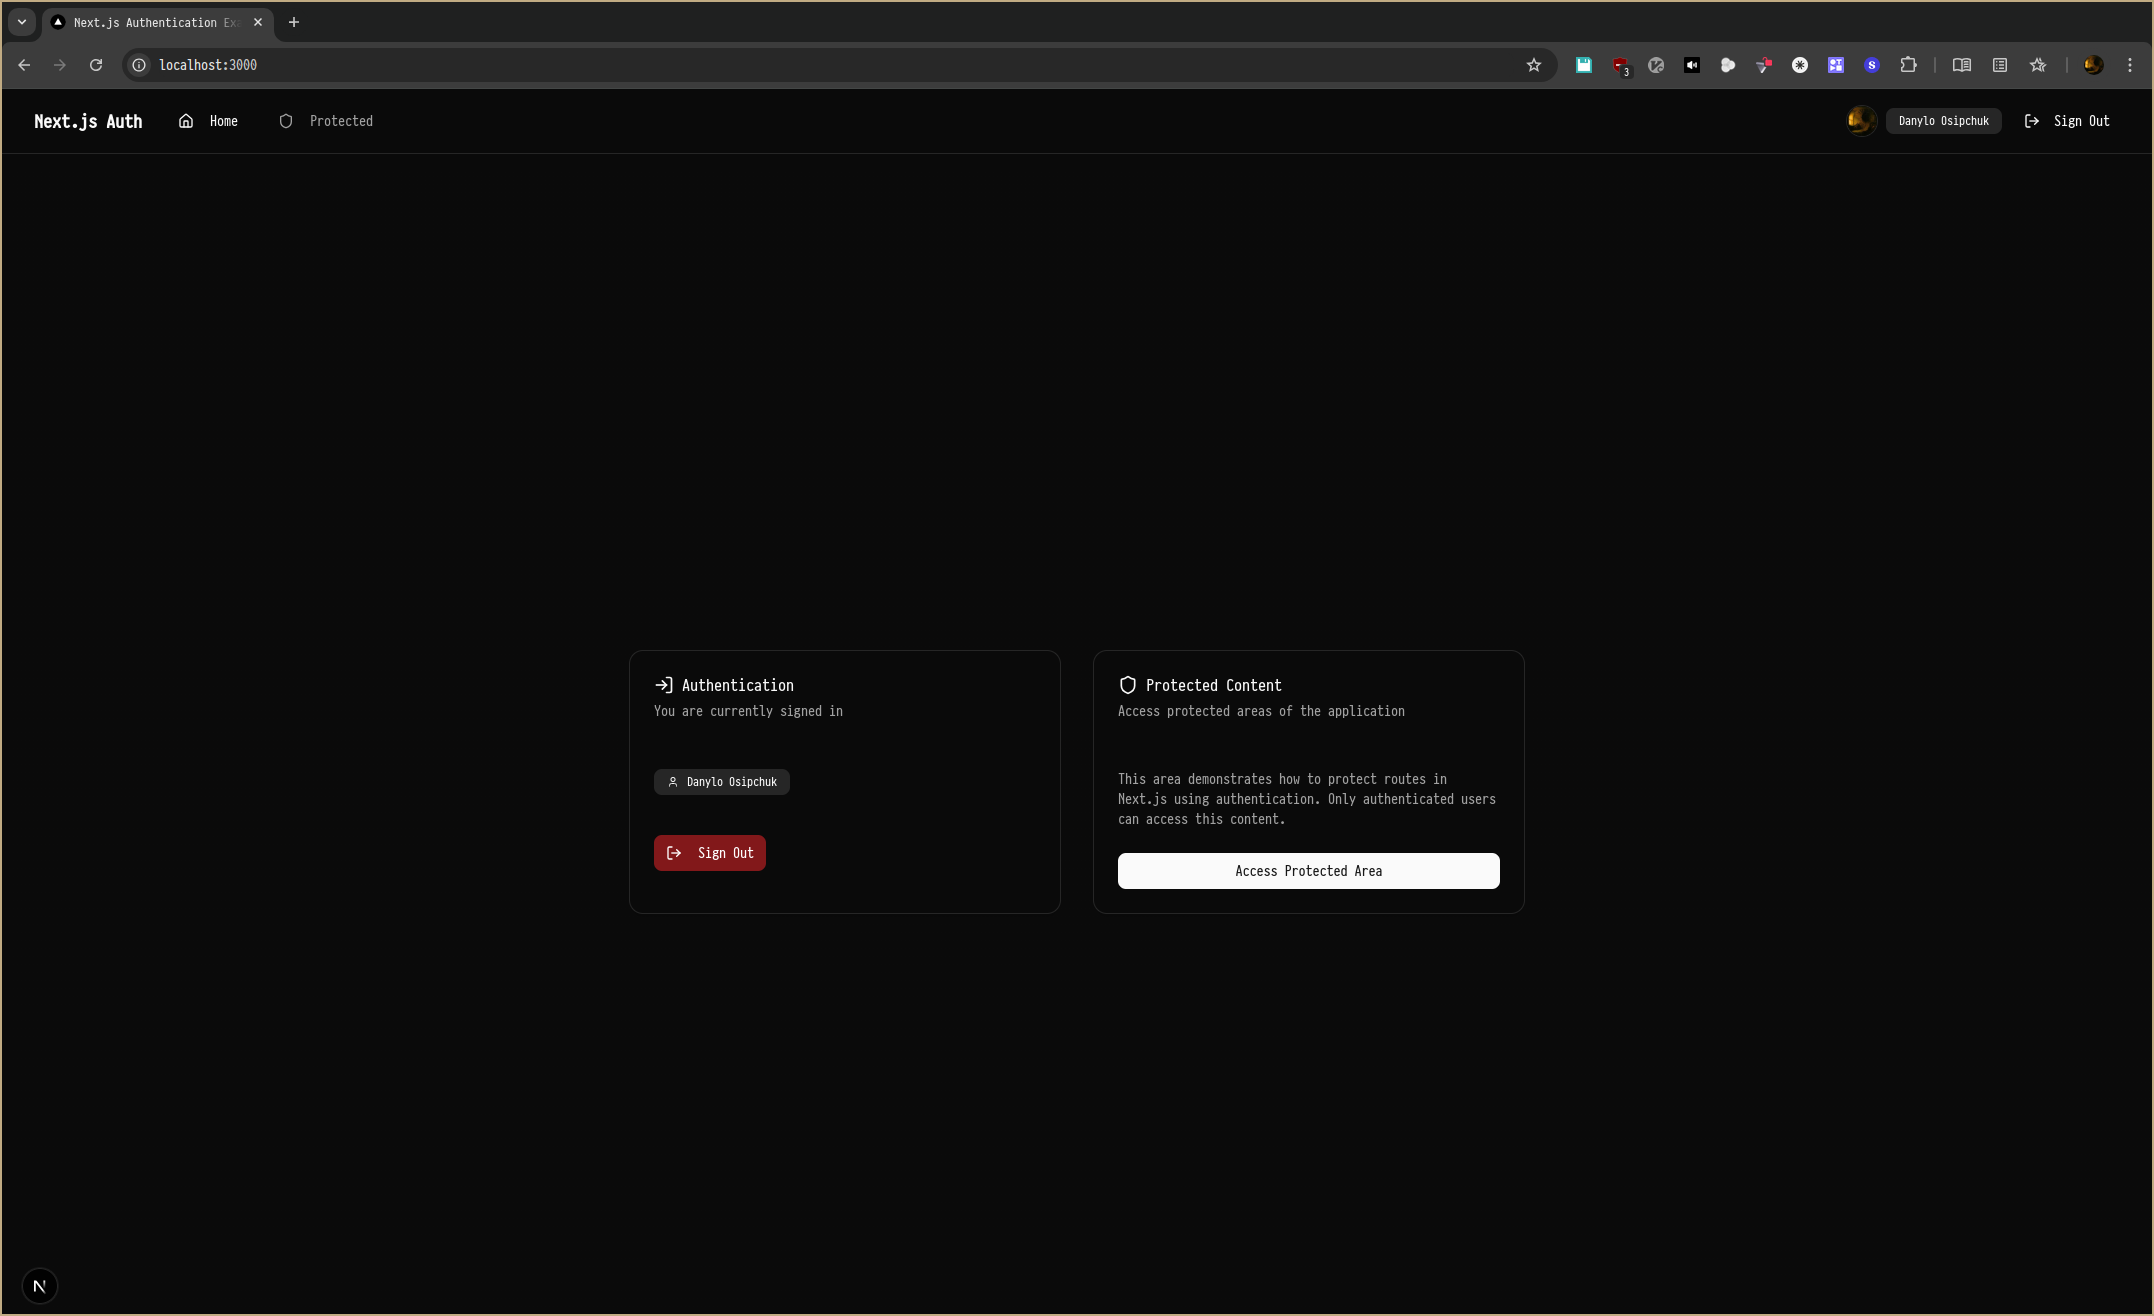 Next.js Authentication Exa
localhost:3000
3
S
Next.js Auth
Home
Protected
Danylo Osipchuk
Sign Out
Authentication
You are currently signed in
Danylo Osipchuk
Sign Out
Protected Content
Access protected areas of the application
This area demonstrates how to protect routes in
Next.js using authentication. Only authenticated users
can access this content.
Access Protected Area
N